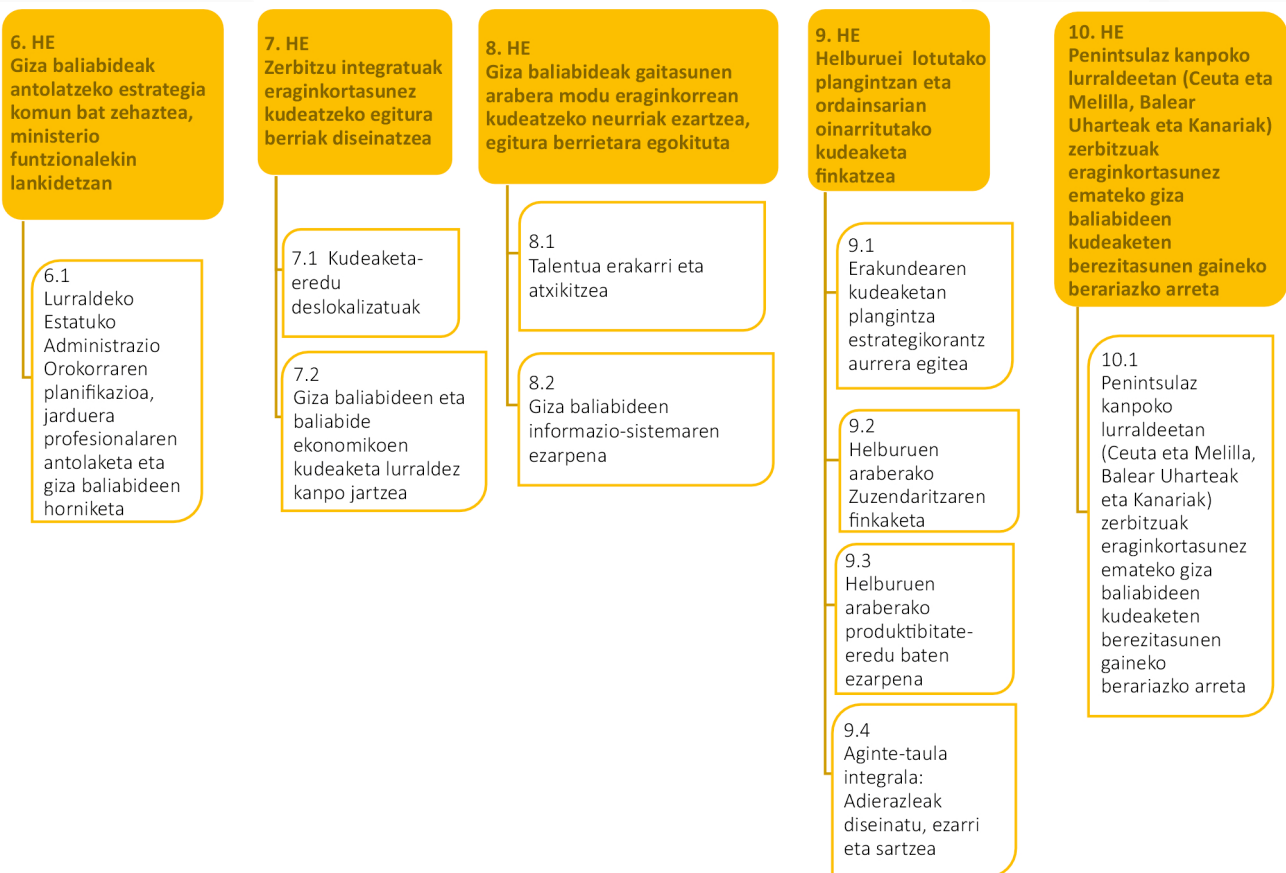 6. HE
Giza baliabideak
antolatzeko estrategia
komun bat zehaztea,
ministerio
funtzionalekin
lankidetzan
6.1
Lurraldeko
Estatuko
Administrazio
Orokorraren
planifikazioa,
jarduera
profesionalaren
antolaketa eta
giza baliabideen
horniketa
7. HE
Zerbitzu integratuak
eraginkortasunez
kudeatzeko egitura
berriak diseinatzea
7.1 Kudeaketa-
eredu
deslokalizatuak
7.2
Giza baliabideen eta
baliabide
ekonomikoen
kudeaketa lurraldez
kanpo jartzea
8. HE
Giza baliabideak gaitasunen
arabera modu eraginkorrean
kudeatzeko neurriak ezartzea,
egitura berrietara egokituta
8.1
Talentua erakarri eta
atxikitzea
8.2
Giza baliabideen
informazio-sistemaren
ezarpena
9. HE
Helburuei lotutako
plangintzan eta
ordainsarian
oinarritutako
kudeaketa
finkatzea
9.1
Erakundearen
kudeaketan
plangintza
estrategikorantz
aurrera egitea
9.2
Helburuen
araberako
Zuzendaritzaren
finkaketa
9.3
Helburuen
araberako
produktibitate-
eredu baten
ezarpena
9.4
Aginte-taula
integrala:
Adierazleak
diseinatu, ezarri
eta sartzea
10. HE
Penintsulaz kanpoko
lurraldeetan (Ceuta eta
Melilla, Balear
Uharteak eta Kanariak)
zerbitzuak
eraginkortasunez
emateko giza
baliabideen
kudeaketen
berezitasunen gaineko
berariazko arreta
10.1
Penintsulaz
kanpoko
lurraldeetan
(Ceuta eta Melilla,
Balear Uharteak
eta Kanariak)
zerbitzuak
eraginkortasunez
emateko giza
baliabideen
kudeaketen
berezitasunen
gaineko
berariazko arreta